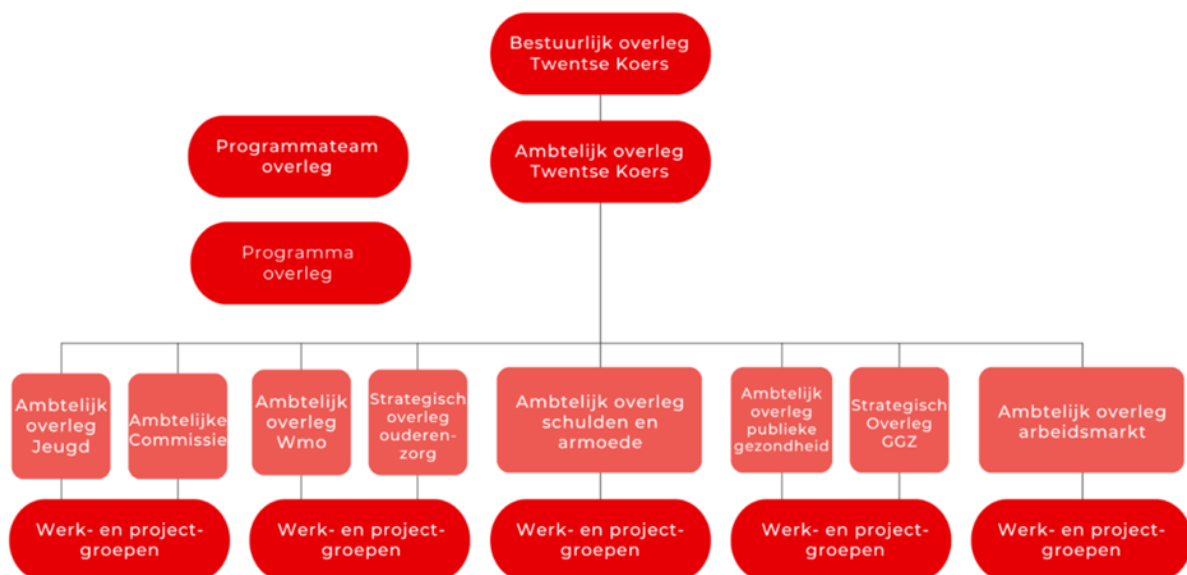 Bestuurlijk overleg
Twentse Koers
Programmateam
overleg
Ambtelijk overleg
Twentse Koers
Programma
overleg
Ambtelijk
overleg
Jeugd
Ambtelijke
Commissie
Ambtelijk
overleg
Wmo
Strategisch
overleg
ouderen-
zorg
Ambtelijk overleg
schulden en
armoede
Ambtelijk
overleg
publieke
gezondheid
Strategisch
Overleg
GGZ
Ambtelijk overleg
arbeidsmarkt
Werk- en project-
groepen
Werk- en project-
groepen
Werk- en project-
groepen
Werk- en project-
groepen
Werk- en project-
groepen